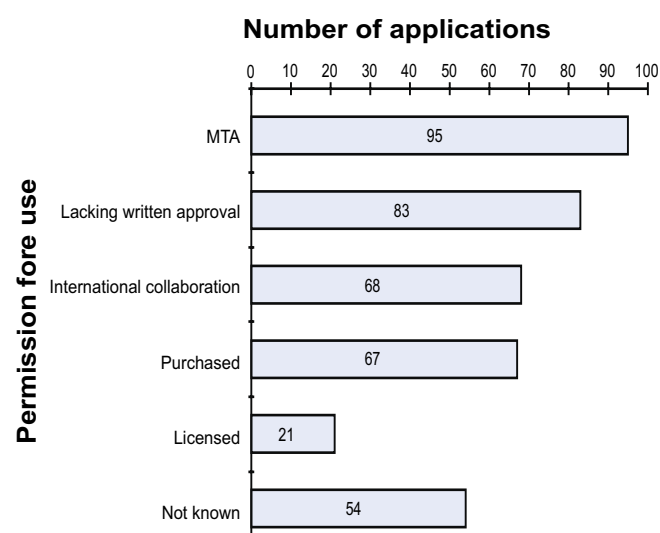 Number of applications
0 10 20 30 40 50 60 70 80 90 100
Permission fore use
MTA 95
Lacking written approval 83
International collaboration 68
Purchased 67
Licensed 21
Not known 54